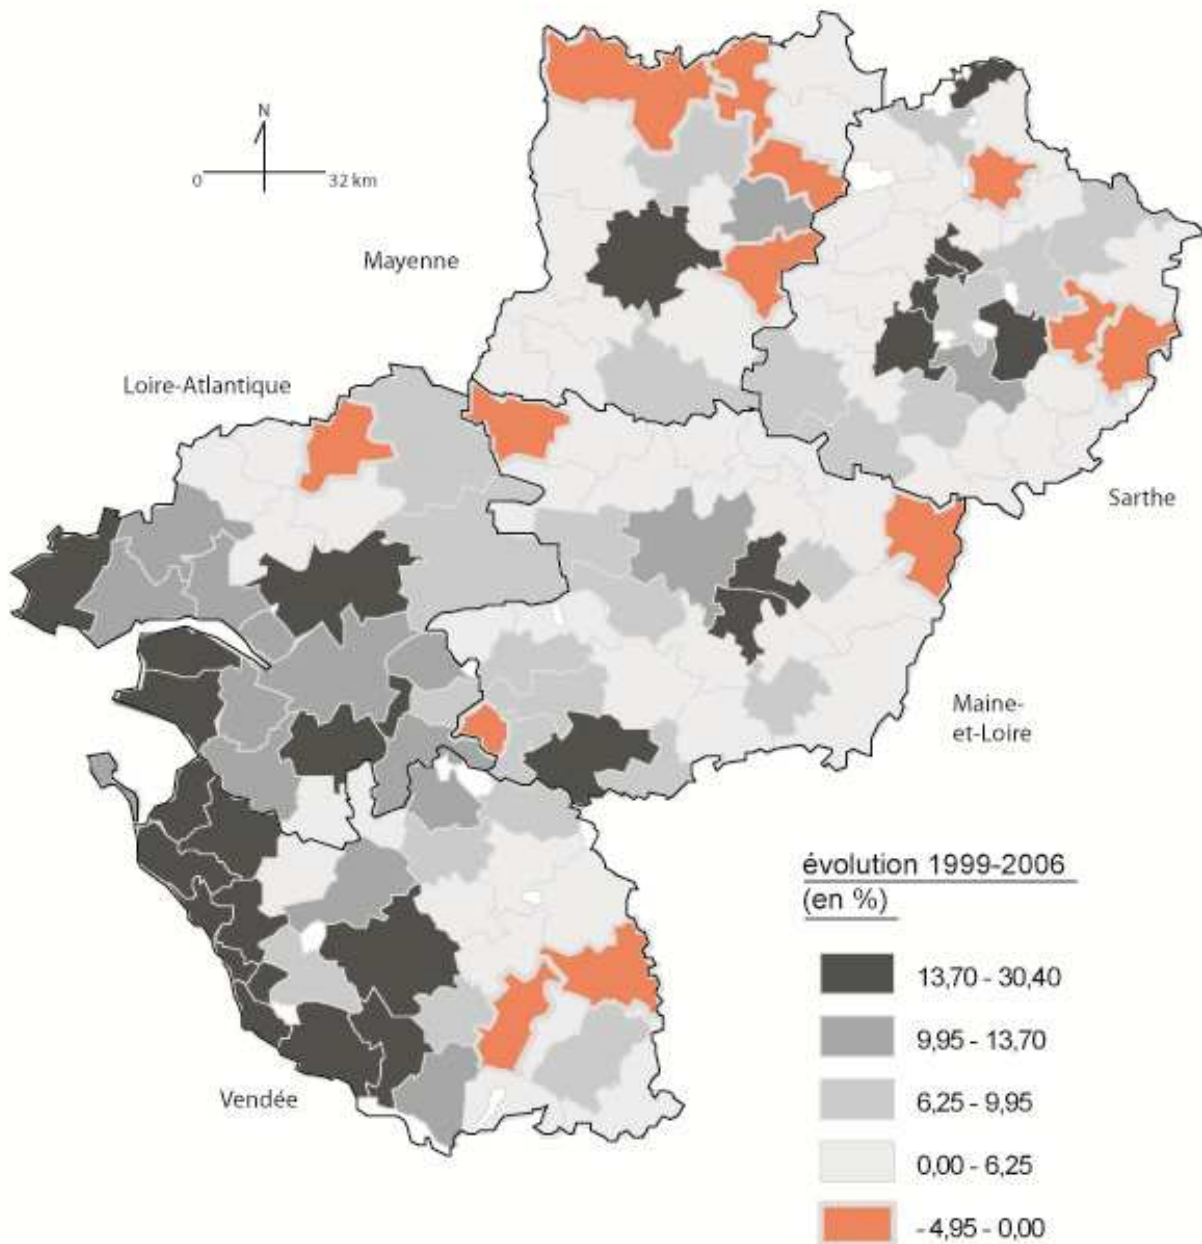 N
0 32 km
Mayenne
Loire-Atlantique
Sarthe
Maine-
et-Loire
Vendée
évolution 1999-2006
(en %)
13,70 - 30,40
9,95 - 13,70
6,25 - 9,95
0,00 - 6,25
- 4,95 - 0,00